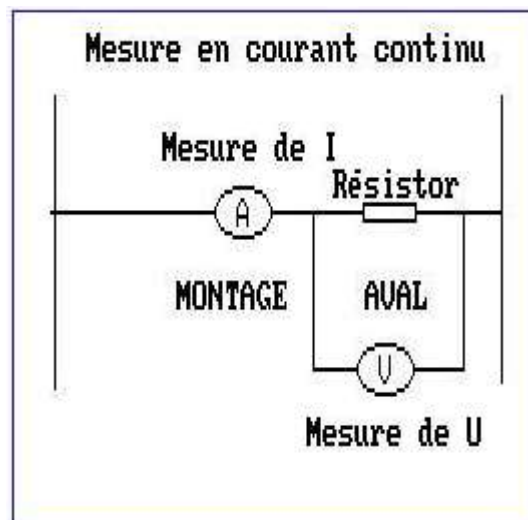 Mesure en courant continu
Mesure de I
Résistor
A
MONTAGE AVAL
V
Mesure de U